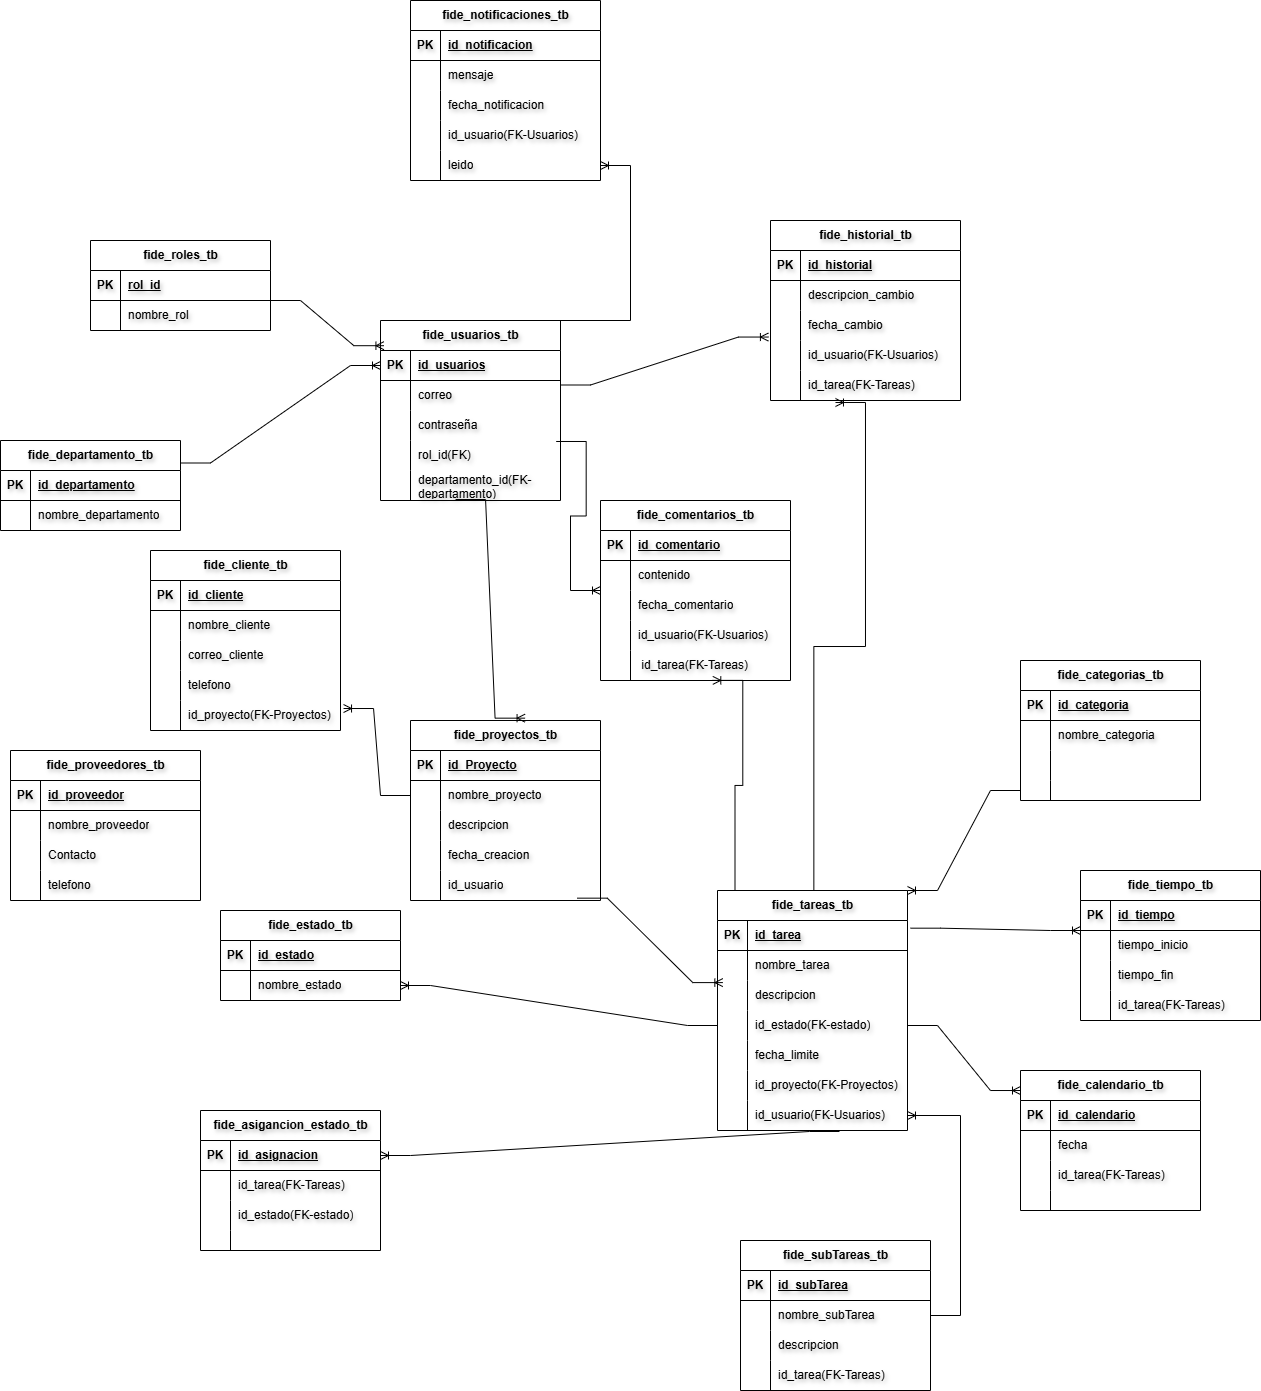 fide_notificaciones_tb
PK id_notificacion
mensaje
fecha_notificacion
id_usuario(FK-Usuarios)
leido
fide_roles_tb
PK rol_id
nombre_rol
fide_historial_tb
PK id_historial
descripcion_cambio
fecha_cambio
id_usuario(FK-Usuarios)
id_tarea(FK-Tareas)
fide_usuarios_tb
PK id_usuarios
correo
contraseña
rol_id(FK)
departamento_id(FK-
departamento)
fide_departamento_tb
PK id_departamento
nombre_departamento
fide_comentarios_tb
PK id_comentario
contenido
fecha_comentario
id_usuario(FK-Usuarios)
id_tarea(FK-Tareas)
fide_cliente_tb
PK id_cliente
nombre_cliente
correo_cliente
telefono
id_proyecto(FK-Proyectos)
fide_categorias_tb
PK id_categoria
nombre_categoria
fide_proyectos_tb
PK id_Proyecto
nombre_proyecto
descripcion
fecha_creacion
id_usuario
fide_proveedores_tb
PK id_proveedor
nombre_proveedor
Contacto
telefono
fide_tiempo_tb
PK id_tiempo
tiempo_inicio
tiempo_fin
id_tarea(FK-Tareas)
fide_tareas_tb
PK id_tarea
nombre_tarea
descripcion
id_estado(FK-estado)
fecha_limite
id_proyecto(FK-Proyectos)
id_usuario(FK-Usuarios)
fide_estado_tb
PK id_estado
nombre_estado
fide_calendario_tb
PK id_calendario
fecha
id_tarea(FK-Tareas)
fide_asigancion_estado_tb
PK id_asignacion
id_tarea(FK-Tareas)
id_estado(FK-estado)
fide_subTareas_tb
PK id_subTarea
nombre_subTarea
descripcion
id_tarea(FK-Tareas)